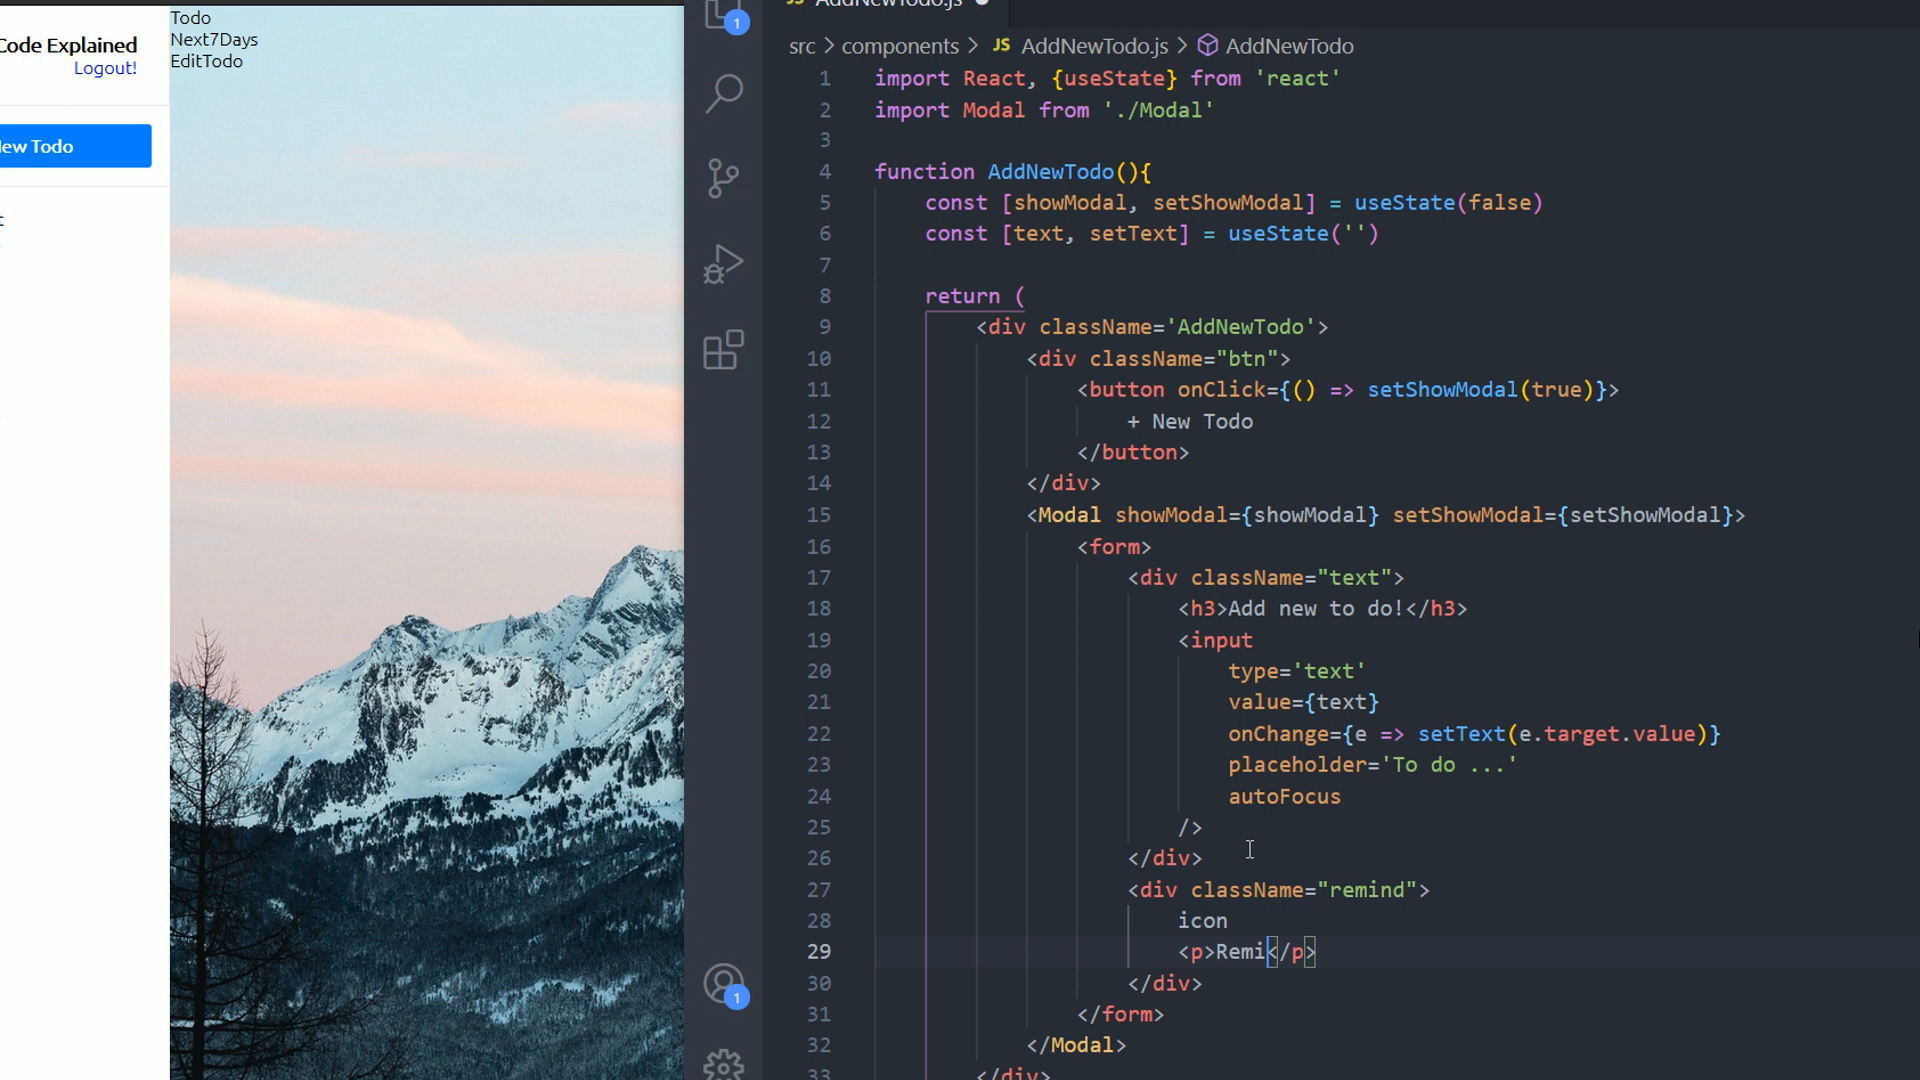 Code Explained
Logout!
New Todo
Todo
Next7Days
EditTodo
1
1
JS AddNewTodo.js
src > components > JS AddNewTodo.js > AddNewTodo
1 import React, {useState} from 'react'
2 import Modal from './Modal'
3
4 function AddNewTodo(){
5 const [showModal, setShowModal] = useState(false)
6 const [text, setText] = useState('')
7
8 return (
9 <div className='AddNewTodo'>
10 <div className="btn">
11 <button onClick={() => setShowModal(true)}>
12 + New Todo
13 </button>
14 </div>
15 <Modal showModal={showModal} setShowModal={setShowModal}>
16 <form>
17 <div className="text">
18 <h3>Add new to do!</h3>
19 <input
20 type='text'
21 value={text}
22 onChange={e => setText(e.target.value)}
23 placeholder='To do ...'
24 autoFocus
25 />
26 </div>
27 <div className="remind">
28 icon
29 <p>Remi</p>
30 </div>
31 </form>
32 </Modal>
33 </div>